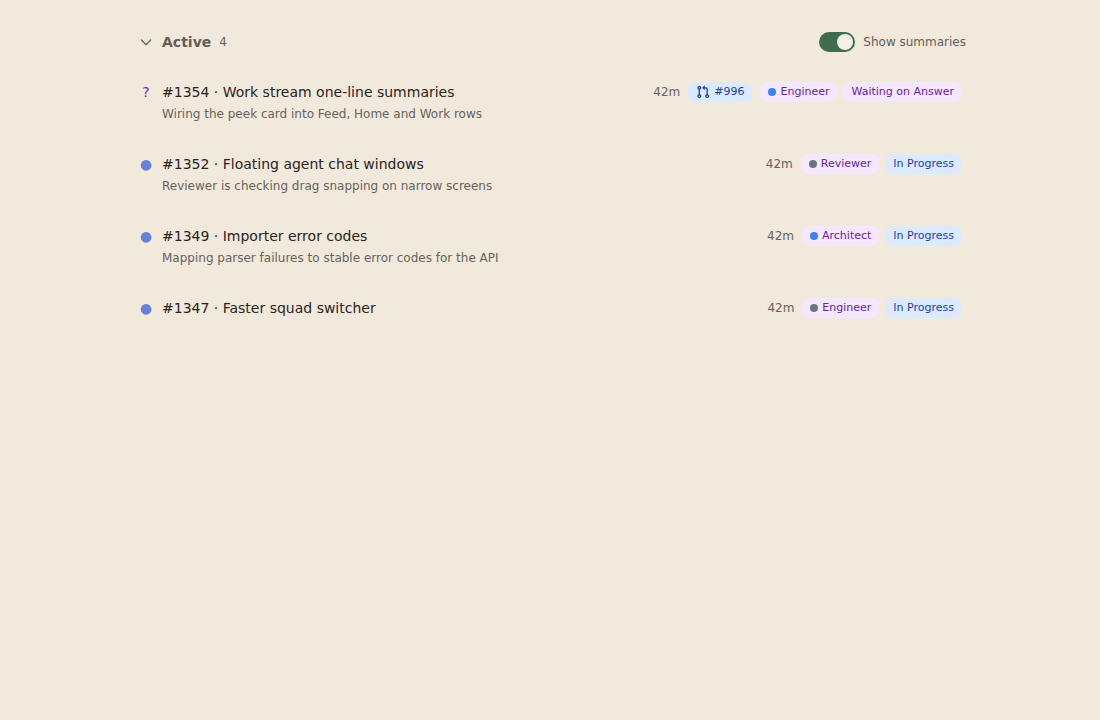 Active 4 Show summaries
? #1354 · Work stream one-line summaries 42m #996 Engineer Waiting on Answer
Wiring the peek card into Feed, Home and Work rows
#1352 · Floating agent chat windows 42m Reviewer In Progress
Reviewer is checking drag snapping on narrow screens
#1349 · Importer error codes 42m Architect In Progress
Mapping parser failures to stable error codes for the API
#1347 · Faster squad switcher 42m Engineer In Progress